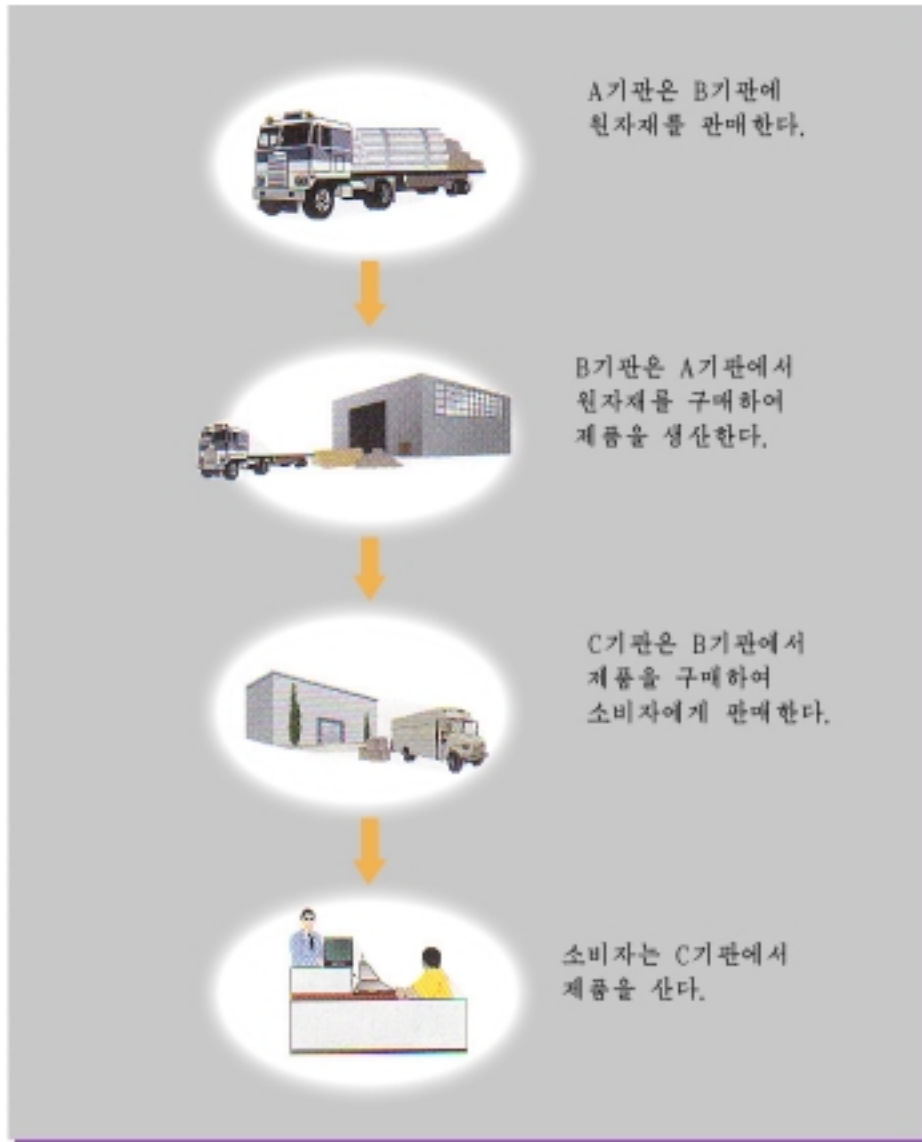 A기관은 B기관에
원자재를 판매한다.
B기관은 A기관에서
원자재를 구매하여
제품을 생산한다.
C기관은 B기관에서
제품을 구매하여
소비자에게 판매한다.
소비자는 C기관에서
제품을 산다.